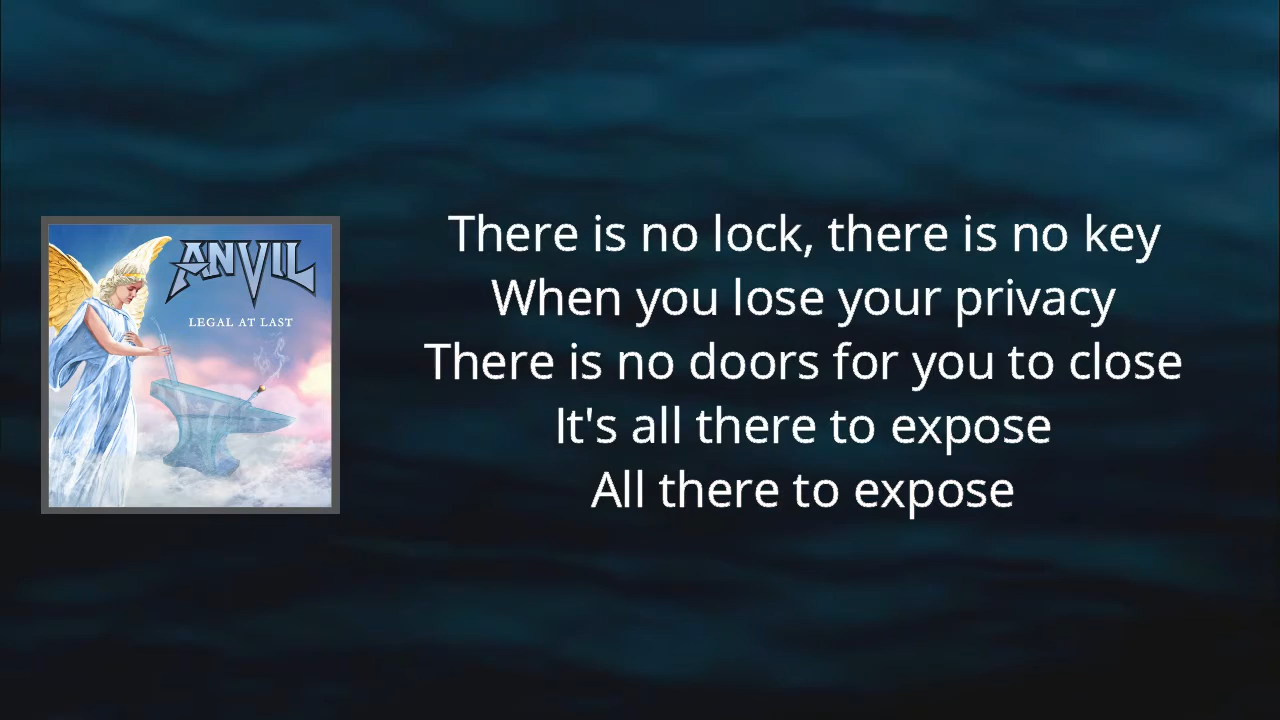 ANVIL
LEGAL AT LAST
There is no lock, there is no key
When you lose your privacy
There is no doors for you to close
It's all there to expose
All there to expose